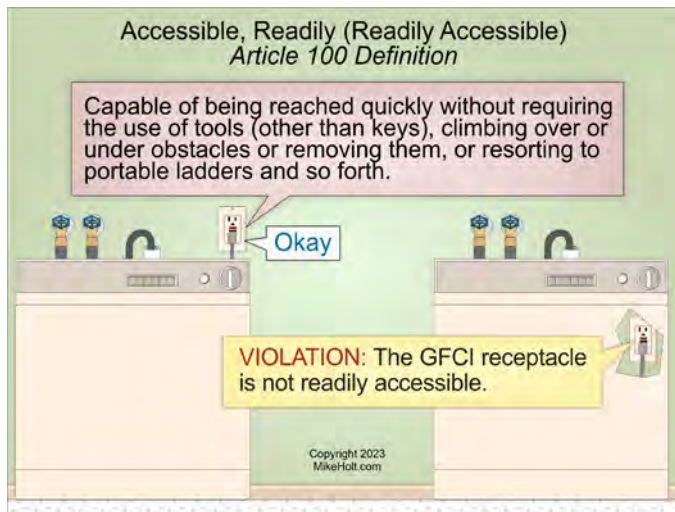 Accessible, Readily (Readily Accessible)
Article 100 Definition
Capable of being reached quickly without requiring
the use of tools (other than keys), climbing over or
under obstacles or removing them, or resorting to
portable ladders and so forth.
Okay
VIOLATION: The GFCI receptacle
is not readily accessible.
Copyright 2023
MikeHolt.com